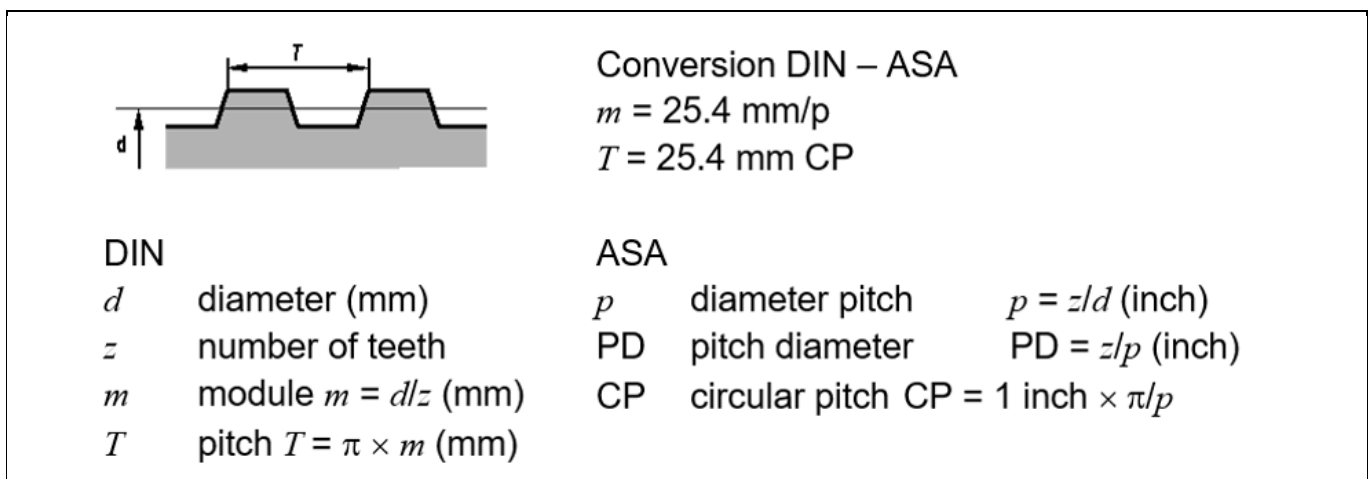 T
d
Conversion DIN – ASA
m = 25.4 mm/p
T = 25.4 mm CP
DIN
d diameter (mm)
z number of teeth
m module m = d/z (mm)
T pitch T = π × m (mm)
ASA
p diameter pitch p = z/d (inch)
PD pitch diameter PD = z/p (inch)
CP circular pitch CP = 1 inch × π/p